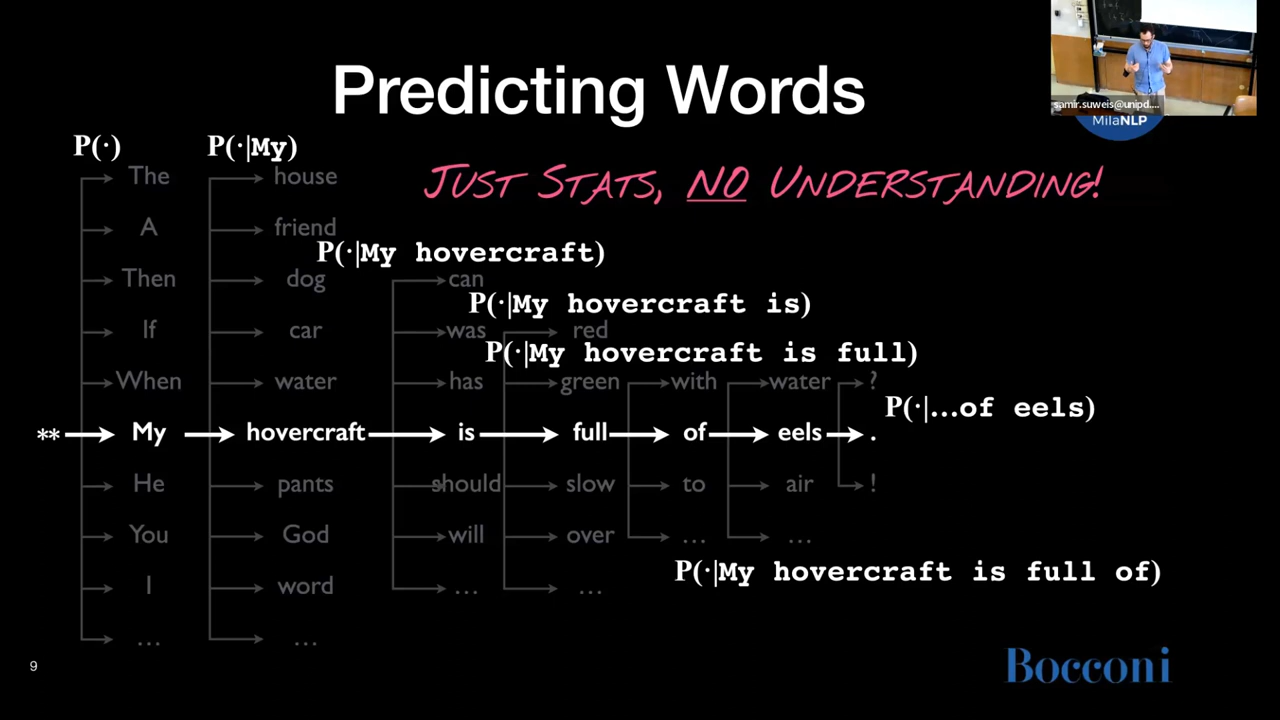 Predicting Words
samir.suweis@unipd....
MilaNLP
P(·) P(·|My)
JUST STATS, NO UNDERSTANDING!
The house
A friend
P(·|My hovercraft)
Then dog can
P(·|My hovercraft is)
If car was red
P(·|My hovercraft is full)
When water has green with water ?
P(·|...of eels)
** My hovercraft is full of eels .
He pants should slow to air !
You God will over ... ...
P(·|My hovercraft is full of)
I word ... ...
... ...
9
Bocconi